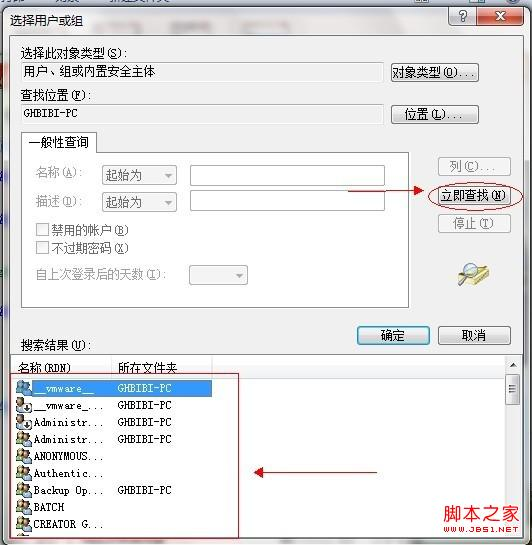 选择用户或组
选择此对象类型(S):
用户、组或内置安全主体
对象类型(O)...
查找位置(F):
GHBIBI-PC
位置(L)...
一般性查询
名称(A):
起始为
列(C)...
描述(D):
起始为
立即查找(N)
禁用的帐户(B)
停止(T)
不过期密码(X)
自上次登录后的天数(I):
确定
取消
搜索结果(U):
名称(RDN) 所在文件夹
__vmware__ GHBIBI-PC
__vmware_... GHBIBI-PC
Administr... GHBIBI-PC
Administr... GHBIBI-PC
ANONYMOUS...
Authentic...
Backup Op... GHBIBI-PC
BATCH
CREATOR G...
脚本之家
www.jb51.net